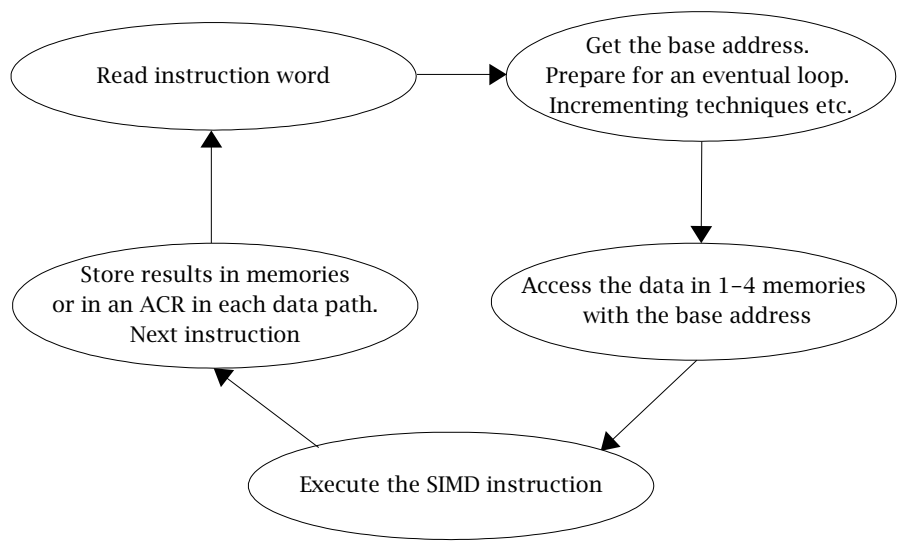 Read instruction word
Get the base address.
Prepare for an eventual loop.
Incrementing techniques etc.
Access the data in 1–4 memories
with the base address
Execute the SIMD instruction
Store results in memories
or in an ACR in each data path.
Next instruction